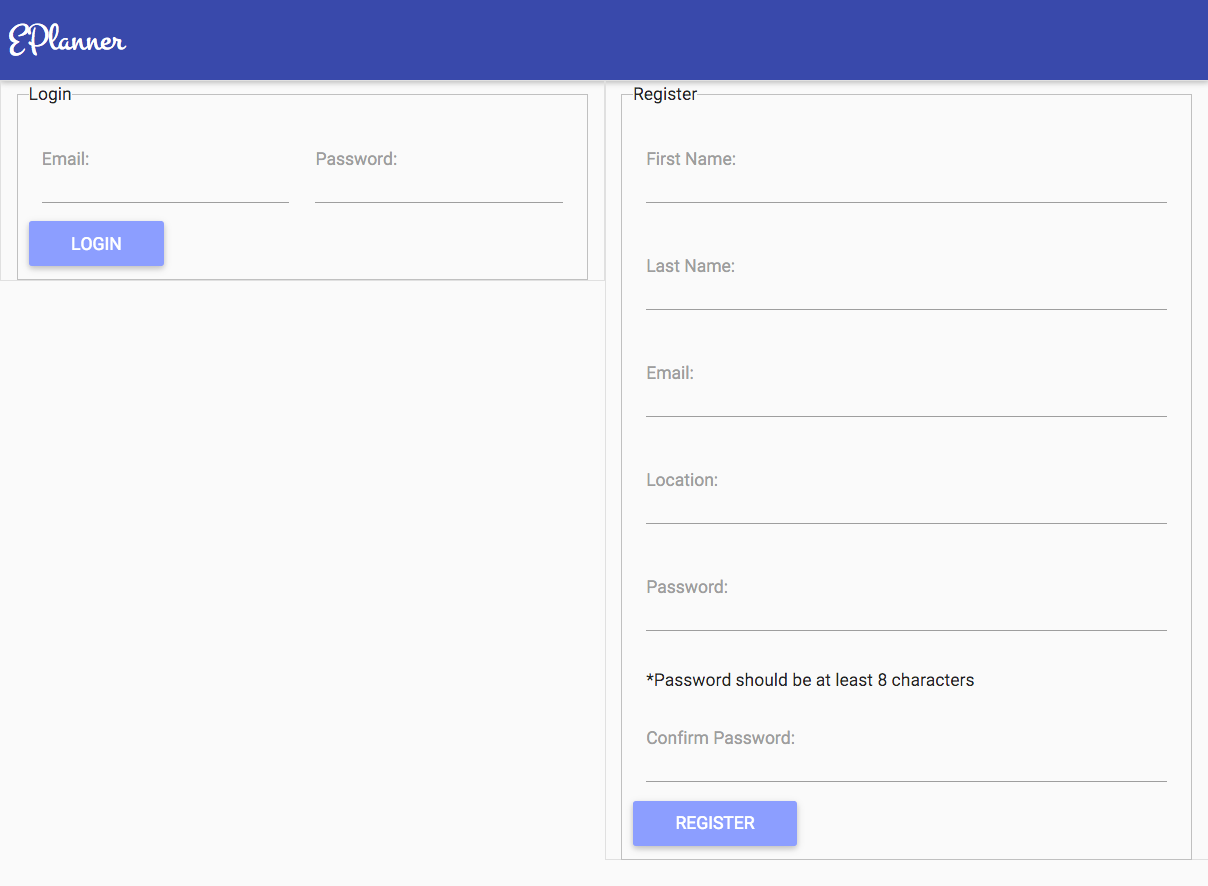 EPlanner
Login
Email:
Password:
LOGIN
Register
First Name:
Last Name:
Email:
Location:
Password:
*Password should be at least 8 characters
Confirm Password:
REGISTER